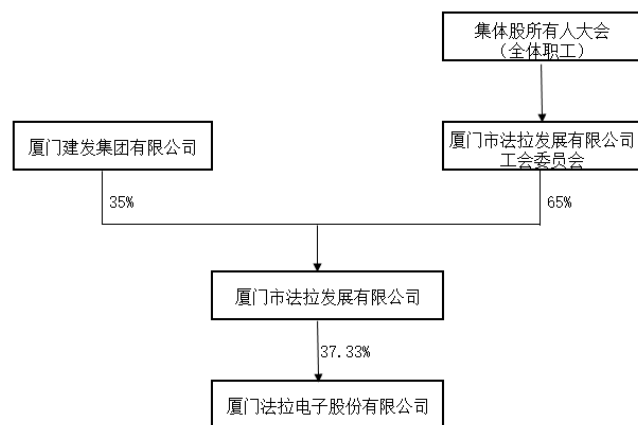 集体股所有人大会
（全体职工）
厦门建发集团有限公司
厦门市法拉发展有限公司
工会委员会
35%
65%
厦门市法拉发展有限公司
37.33%
厦门法拉电子股份有限公司